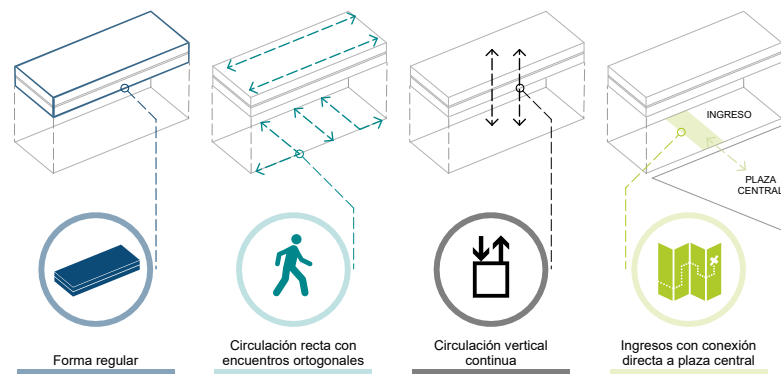 INGRESO
PLAZA
CENTRAL
Forma regular
Circulación recta con
encuentros ortogonales
Circulación vertical
continua
Ingresos con conexión
directa a plaza central